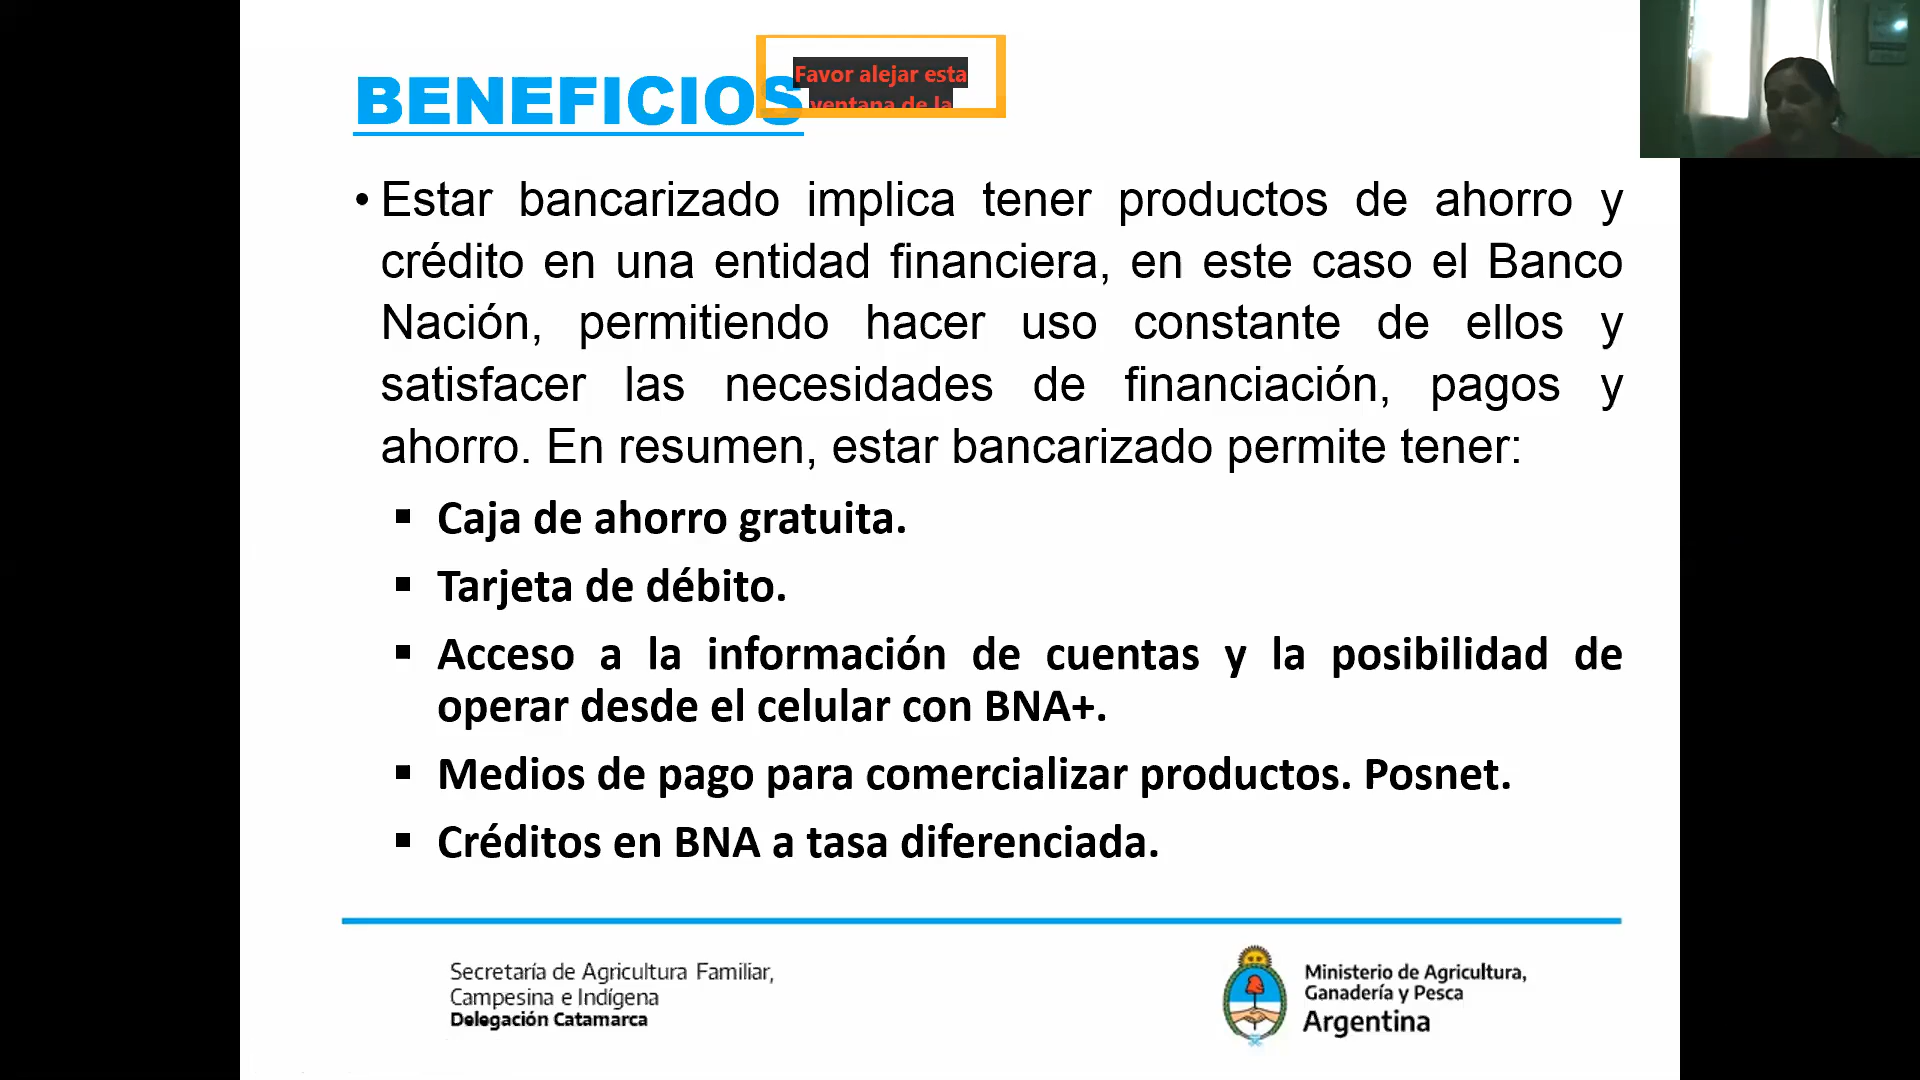 BENEFICIOS
Favor alejar esta
ventana de la
• Estar bancarizado implica tener productos de ahorro y
crédito en una entidad financiera, en este caso el Banco
Nación, permitiendo hacer uso constante de ellos y
satisfacer las necesidades de financiación, pagos y
ahorro. En resumen, estar bancarizado permite tener:
▪ Caja de ahorro gratuita.
▪ Tarjeta de débito.
▪ Acceso a la información de cuentas y la posibilidad de
operar desde el celular con BNA+.
▪ Medios de pago para comercializar productos. Posnet.
▪ Créditos en BNA a tasa diferenciada.
Secretaría de Agricultura Familiar,
Campesina e Indígena
Delegación Catamarca
Ministerio de Agricultura,
Ganadería y Pesca
Argentina